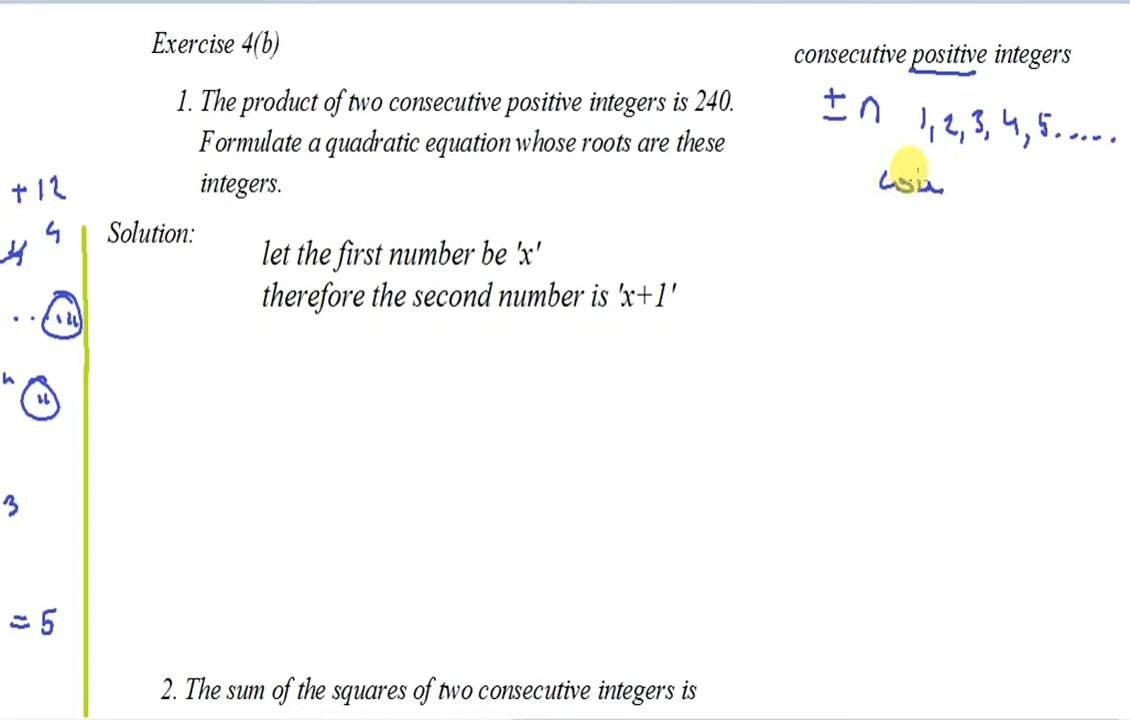 Exercise 4(b)
consecutive positive integers
1. The product of two consecutive positive integers is 240.
Formulate a quadratic equation whose roots are these
integers.
± n 1, 2, 3, 4, 5.....
+12
4
Solution:
let the first number be 'x'
therefore the second number is 'x+1'
3
= 5
2. The sum of the squares of two consecutive integers is